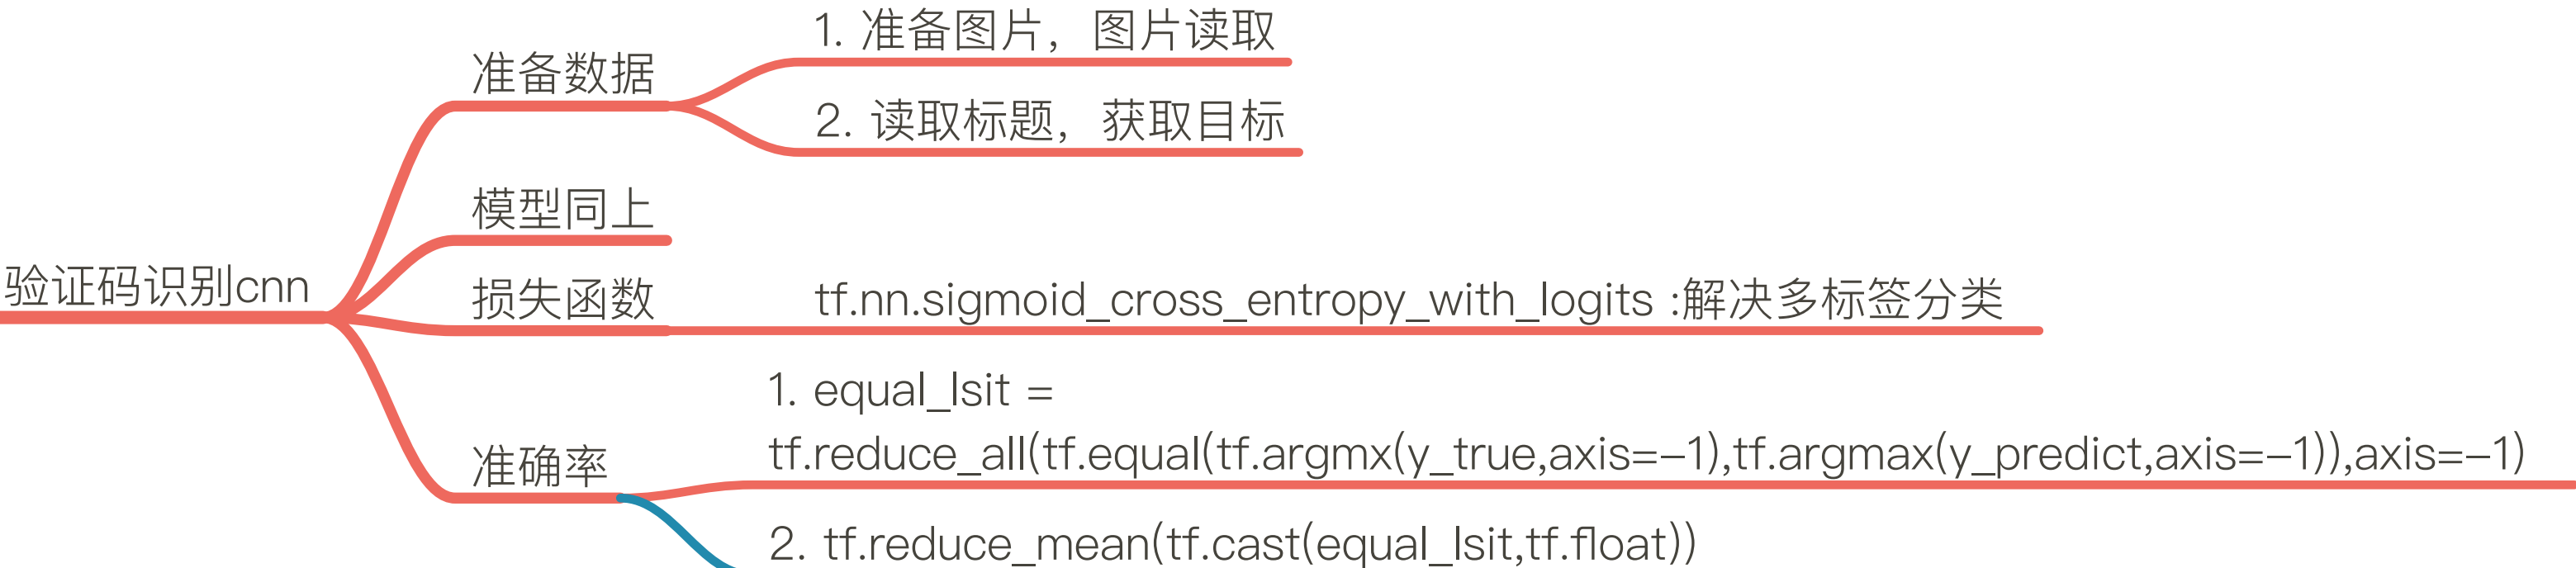 验证码识别cnn
准备数据
1. 准备图片，图片读取
2. 读取标题，获取目标
模型同上
损失函数
tf.nn.sigmoid_cross_entropy_with_logits :解决多标签分类
准确率
1. equal_lsit =
tf.reduce_all(tf.equal(tf.argmx(y_true,axis=-1),tf.argmax(y_predict,axis=-1)),axis=-1)
2. tf.reduce_mean(tf.cast(equal_lsit,tf.float))